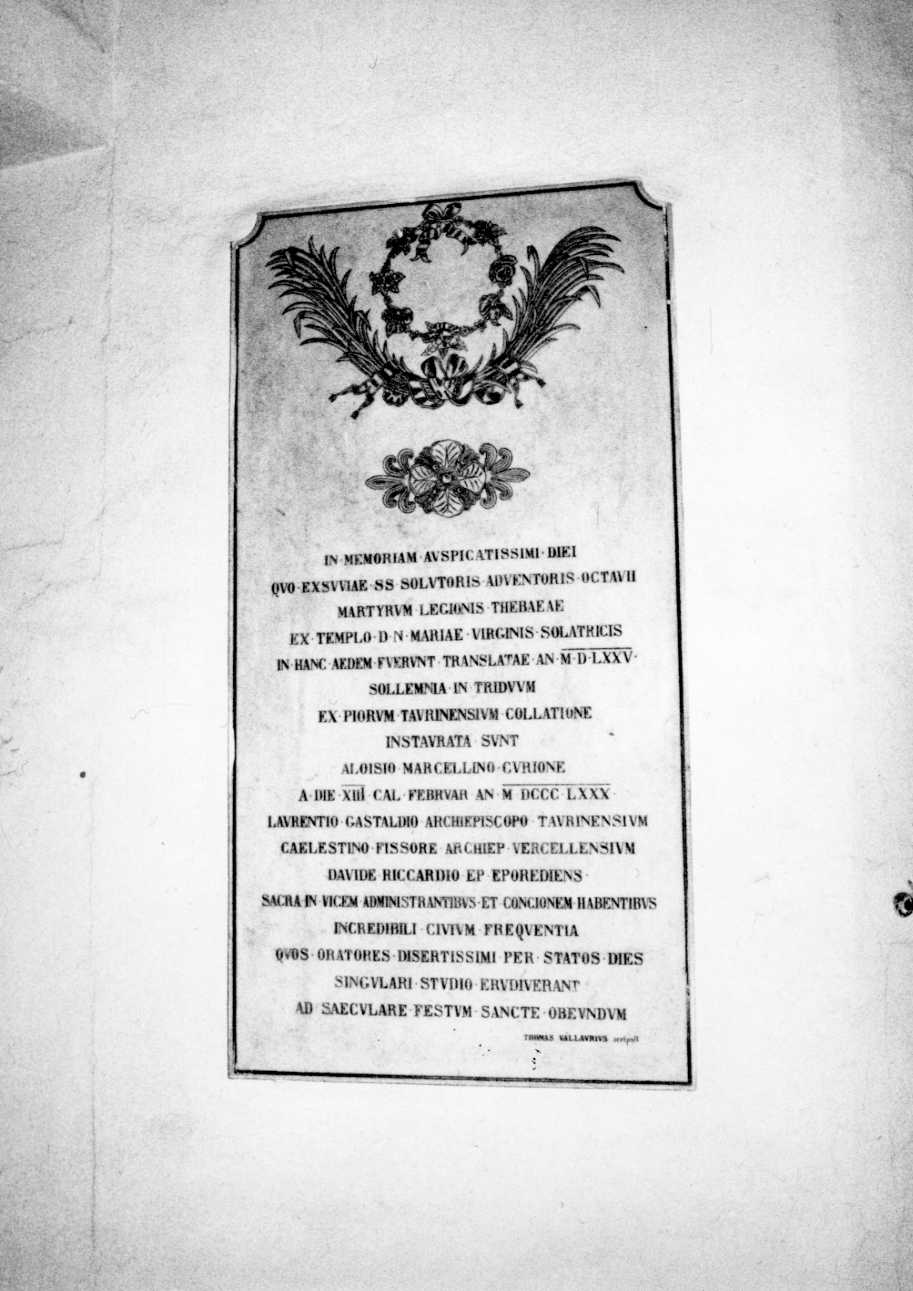 IN·MEMORIAM·AVSPICATISSIMI·DIEI
QVO·EXSVVIAE·SS·SOLVTORIS·ADVENTORIS·OCTAVII
MARTYRVM·LEGIONIS·THEBAEAE
EX·TEMPLO·D·N·MARIAE·VIRGINIS·SOLATRICIS
IN·HANC·AEDEM·FVERVNT·TRANSLATAE·AN·M·D·LXXV·
SOLLEMNIA·IN·TRIDVVM
EX·PIORVM·TAVRINENSIVM·COLLATIONE
INSTAVRATA·SVNT
ALOISIO·MARCELLINO·CVRIONE
A·DIE·XIII·CAL·FEBRVAR·AN·M·DCCC·LXXX·
LAVRENTIO·GASTALDIO·ARCHIEPISCOPO·TAVRINENSIVM
CAELESTINO·FISSORE·ARCHIEP·VERCELLENSIVM
DAVIDE·RICCARDIO·EP·EPOREDIENS·
SACRA·IN·VICEM·ADMINISTRANTIBVS·ET·CONCIONEM·HABENTIBVS
INCREDIBILI·CIVIVM·FREQVENTIA
QVOS·ORATORES·DISERTISSIMI·PER·STATOS·DIES
SINGVLARI·STVDIO·ERVDIVERANT
AD·SAECVLARE·FESTVM·SANCTE·OBEVNDVM
THOMAS VALLAVRIVS scripsit